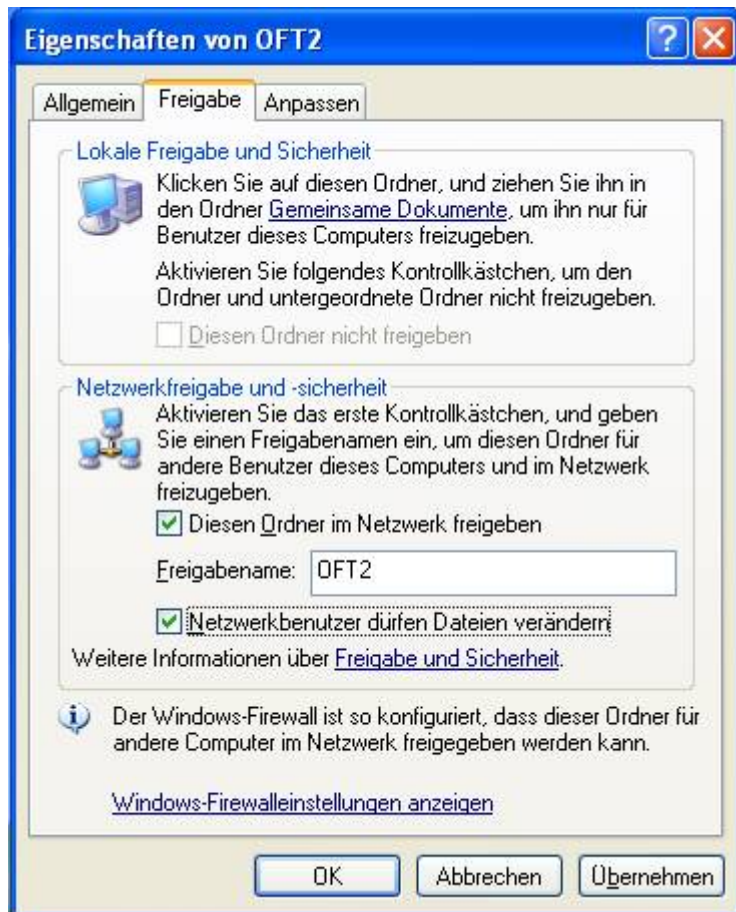 Eigenschaften von OFT2
Allgemein Freigabe Anpassen
Lokale Freigabe und Sicherheit
Klicken Sie auf diesen Ordner, und ziehen Sie ihn in
den Ordner Gemeinsame Dokumente, um ihn nur für
Benutzer dieses Computers freizugeben.
Aktivieren Sie folgendes Kontrollkästchen, um den
Ordner und untergeordnete Ordner nicht freizugeben.
Diesen Ordner nicht freigeben
Netzwerkfreigabe und -sicherheit
Aktivieren Sie das erste Kontrollkästchen, und geben
Sie einen Freigabenamen ein, um diesen Ordner für
andere Benutzer dieses Computers und im Netzwerk
freizugeben.
Diesen Ordner im Netzwerk freigeben
Freigabename: OFT2
Netzwerkbenutzer dürfen Dateien verändern
Weitere Informationen über Freigabe und Sicherheit.
Der Windows-Firewall ist so konfiguriert, dass dieser Ordner für
andere Computer im Netzwerk freigegeben werden kann.
Windows-Firewalleinstellungen anzeigen
OK Abbrechen Übernehmen